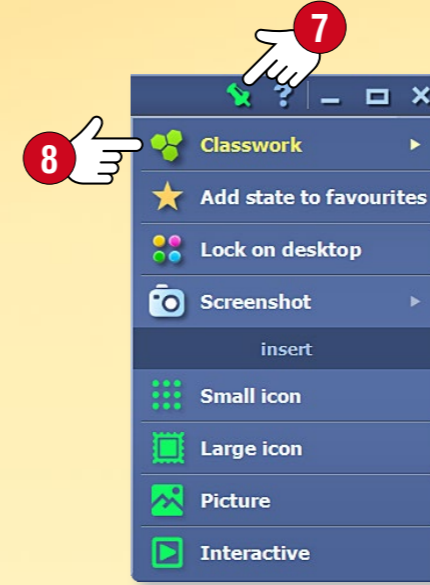 7
?
8
Classwork
Add state to favourites
Lock on desktop
Screenshot
insert
Small icon
Large icon
Picture
Interactive